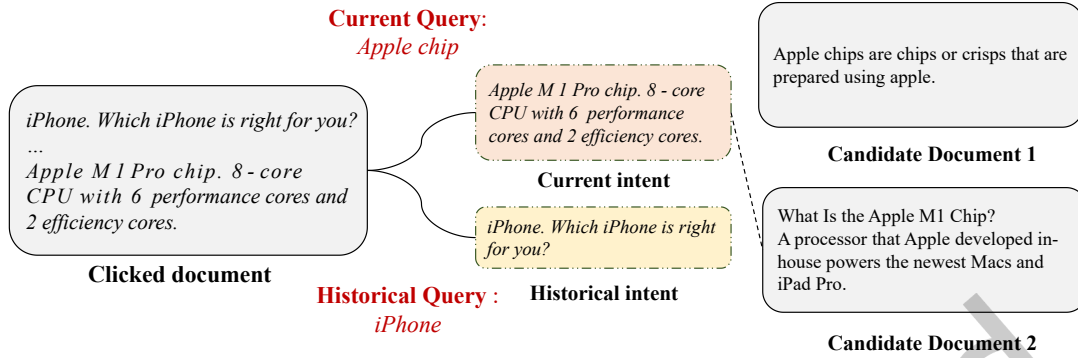 Current Query:
Apple chip
iPhone. Which iPhone is right for you?
...
Apple M 1 Pro chip. 8 - core
CPU with 6 performance cores and
2 efficiency cores.
Clicked document
Apple M 1 Pro chip. 8 - core
CPU with 6 performance
cores and 2 efficiency cores.
Current intent
iPhone. Which iPhone is right
for you?
Historical intent
Historical Query :
iPhone
Apple chips are chips or crisps that are
prepared using apple.
Candidate Document 1
What Is the Apple M1 Chip?
A processor that Apple developed in-
house powers the newest Macs and
iPad Pro.
Candidate Document 2